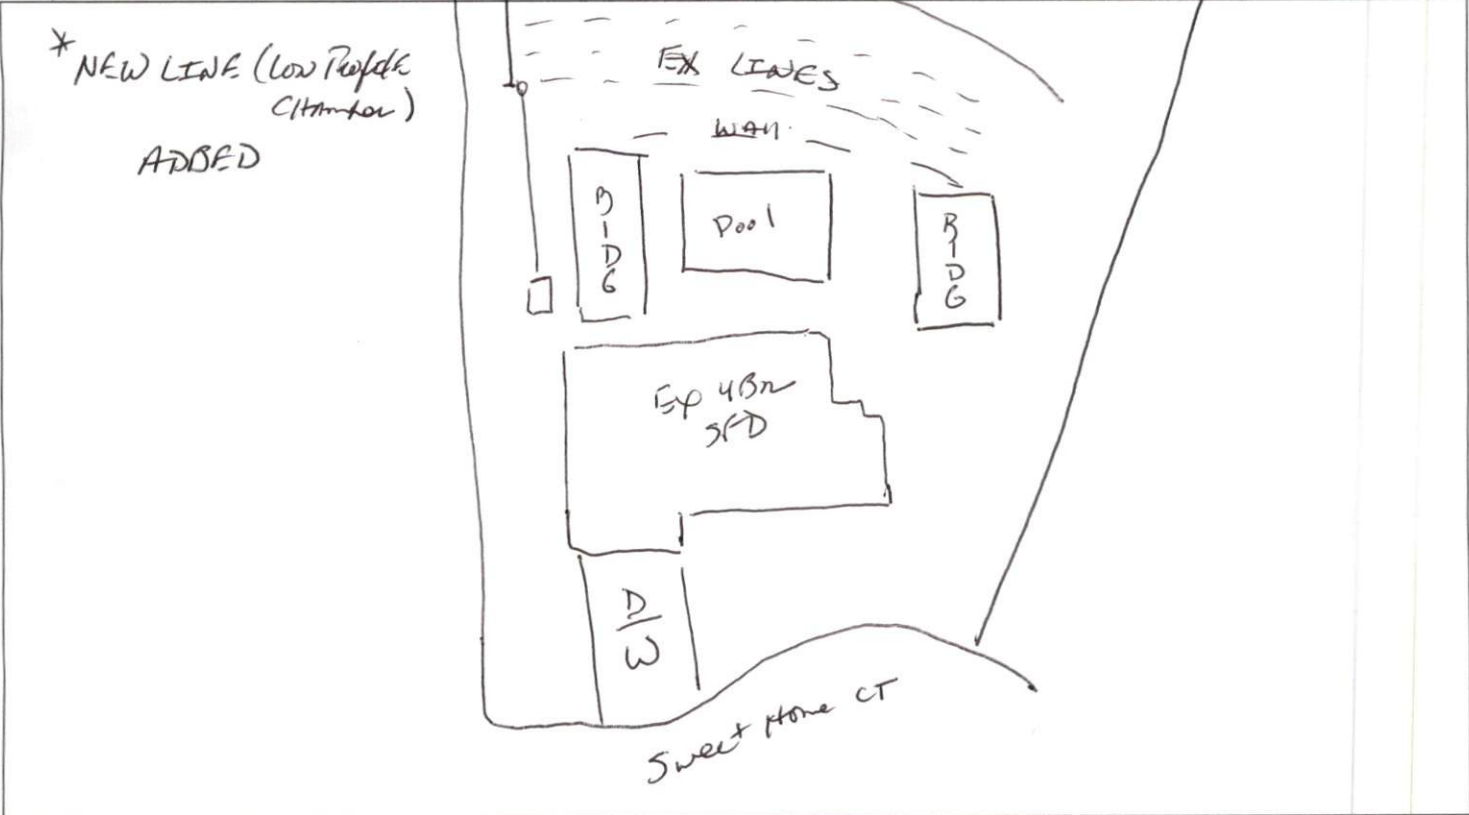 * NEW LINE (LOW PROFILE
CHAMBER)
ADDED
EX LINES
WALL
BLDG
POOL
BLDG
EX 4BR
SFD
D/W
Sweet Home CT